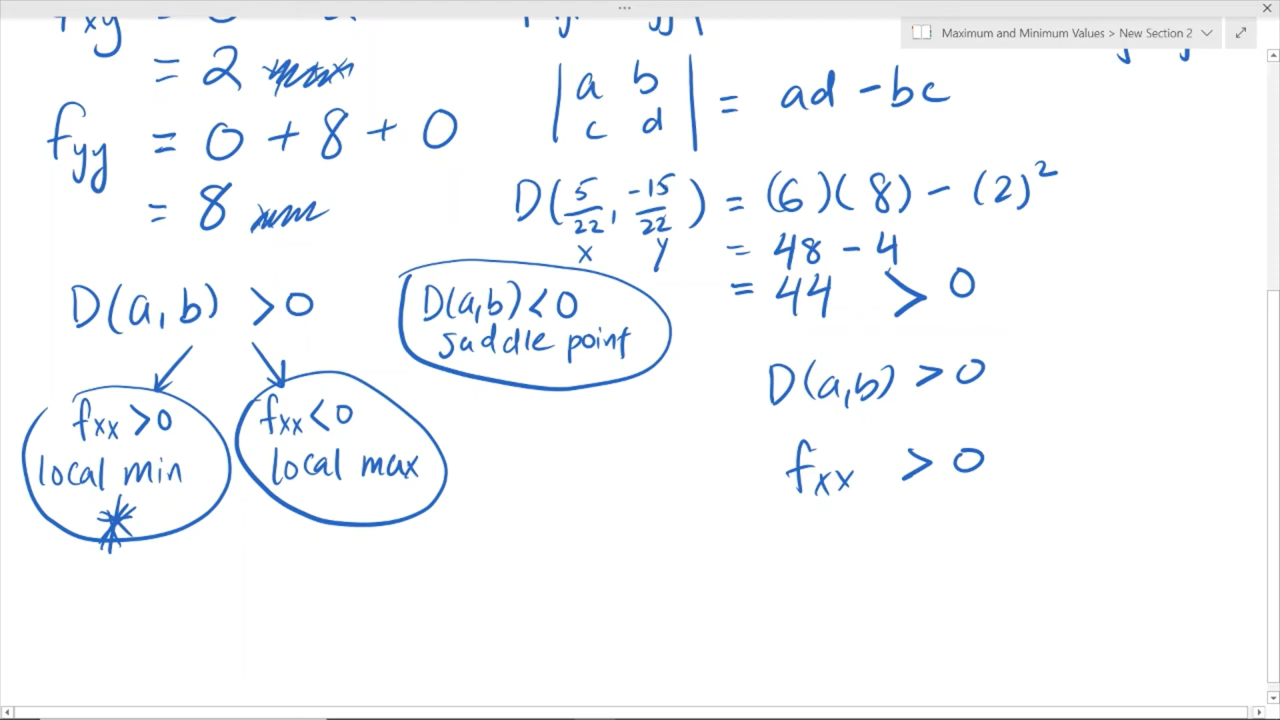 Maximum and Minimum Values > New Section 2
fxy
= 2
|a b|
|c d| = ad - bc
fyy = 0 + 8 + 0
= 8
D(5/22, -15/22) = (6)(8) - (2)²
x y
= 48 - 4
= 44 > 0
D(a, b) > 0
D(a,b) < 0
saddle point
fxx > 0
local min
fxx < 0
local max
D(a,b) > 0
fxx > 0